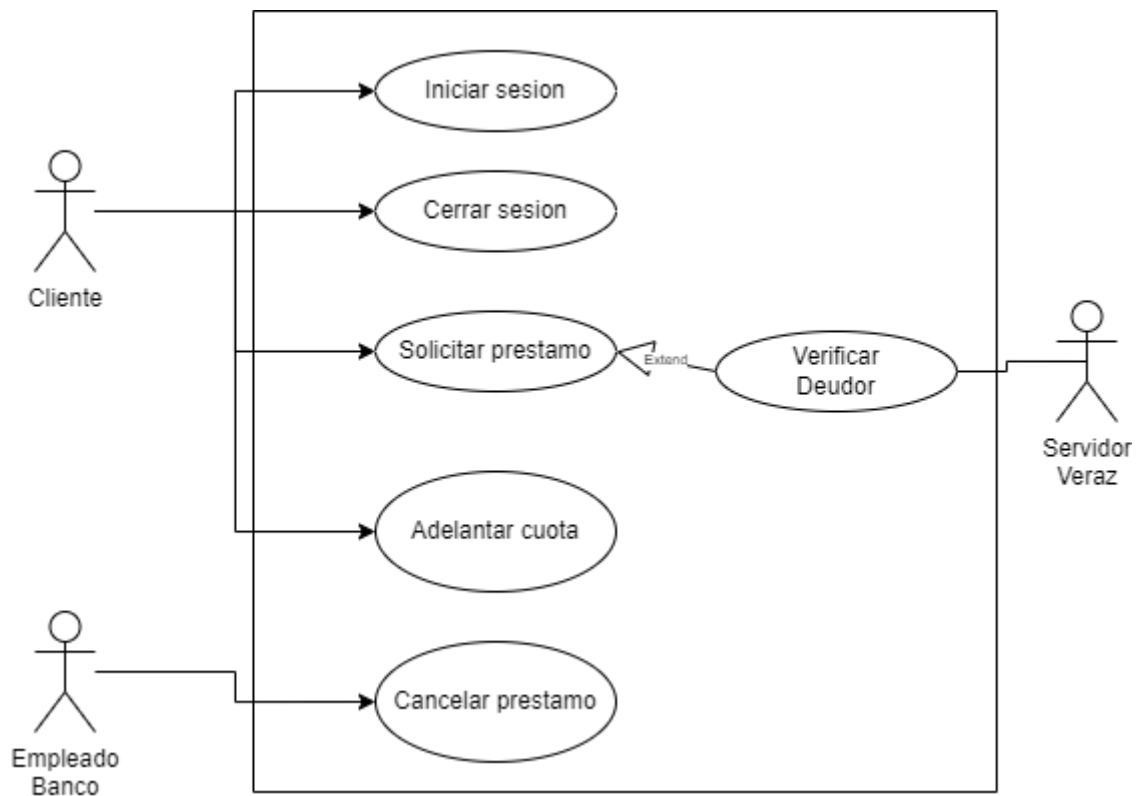 Iniciar sesion
Cerrar sesion
Cliente
Solicitar prestamo
Extend
Verificar
Deudor
Servidor
Veraz
Adelantar cuota
Cancelar prestamo
Empleado
Banco